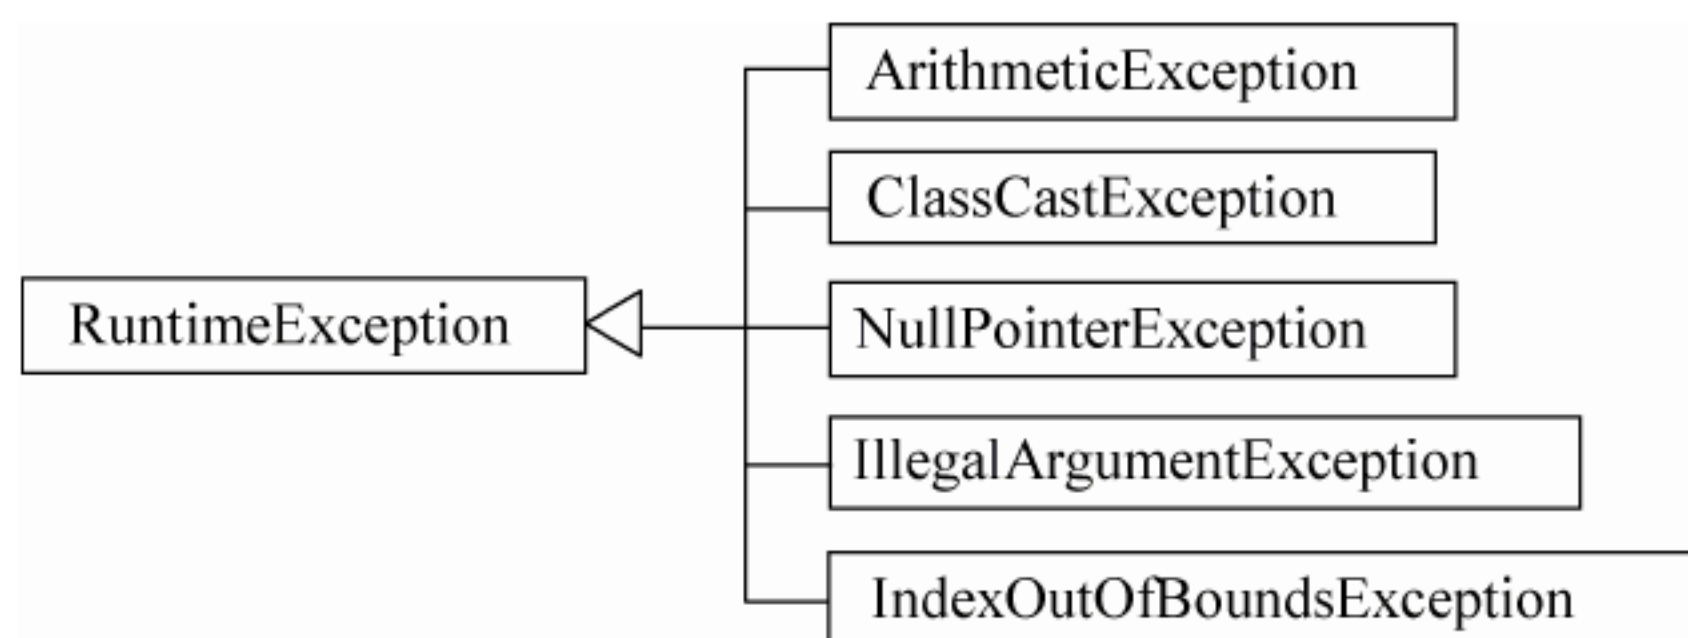 ArithmeticException
ClassCastException
RuntimeException
NullPointerException
IllegalArgumentException
IndexOutOfBoundsException